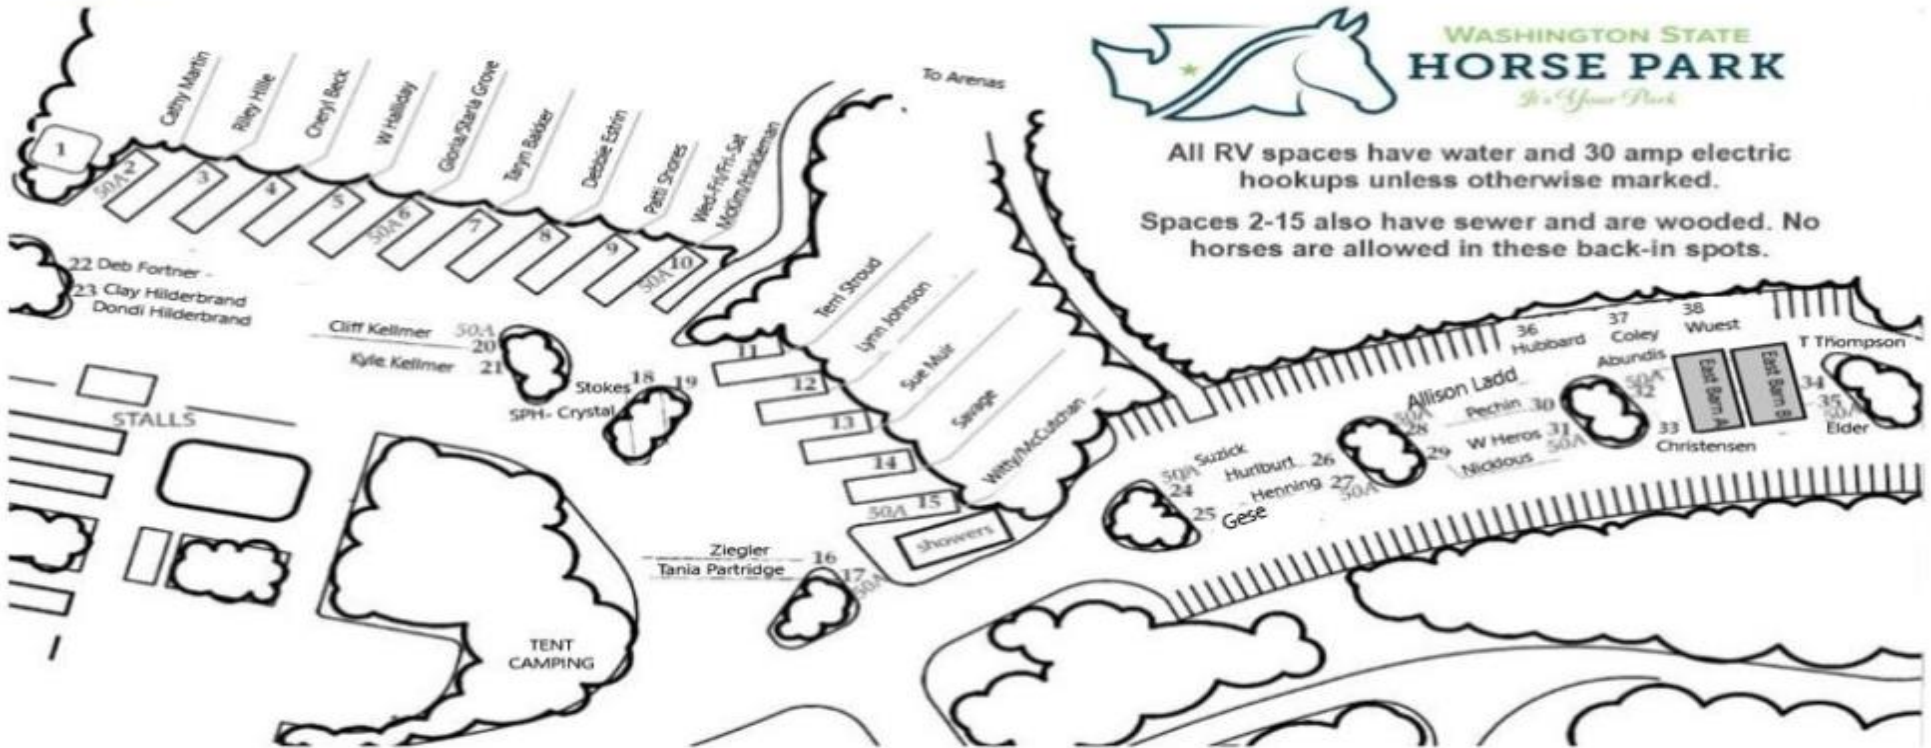 WASHINGTON STATE
HORSE PARK
It's Your Park
All RV spaces have water and 30 amp electric
hookups unless otherwise marked.
Spaces 2-15 also have sewer and are wooded. No
horses are allowed in these back-in spots.
To Arenas
Cathy Martin
Riley Hille
Cheryl Beck
W Halliday
Gloria/Starla Grove
Taryn Bakker
Debbie Estrin
Patti Shores
Wed-Fri/Fri-Sat
McKim/Hinkleman
1
50A 2
3
4
5
50A 6
7
8
9
50A 10
22 Deb Fortner -
23 Clay Hilderbrand
Dondi Hilderbrand
Cliff Kellmer 50A
20
Kyle Kellmer 21
Stokes 18 19
SPH- Crystal
STALLS
Terri Stroud
Lynn Johnson
Sue Muir
Savage
Witty/McCutchan
11
12
13
14
50A 15
showers
Ziegler 16
Tania Partridge 17
50A
TENT
CAMPING
50A Suzick
24
25 Gese
Hurlburt 26
Henning 27
50A
Allison Ladd
50A
28
29
Pechin 30
W Heros 31
50A
Nicklous
36
Hubbard
37
Coley
38
Wuest
Abundis
50A
32
33
Christensen
East Barn A
East Barn B
T Thompson
34
35
50A
Elder